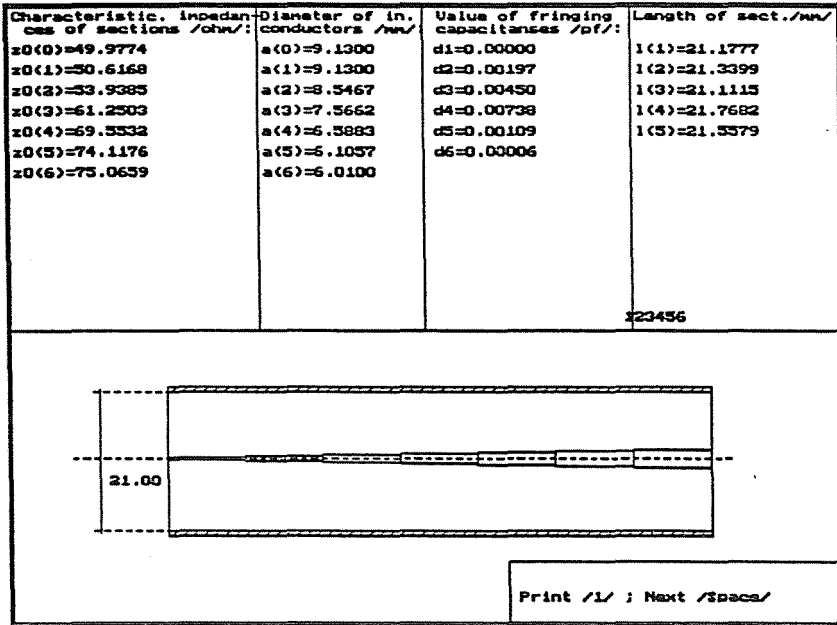 Characteristic. inpedan-
ces of sections /ohm/:
z0(0)=49.9774
z0(1)=50.6168
z0(2)=53.9385
z0(3)=61.2503
z0(4)=69.5532
z0(5)=74.1176
z0(6)=75.0659
Diameter of in.
conductors /mm/
a(0)=9.1300
a(1)=9.1300
a(2)=8.5467
a(3)=7.5662
a(4)=6.5883
a(5)=6.1057
a(6)=6.0100
Value of fringing
capacitanses /pf/:
d1=0.00000
d2=0.00197
d3=0.00450
d4=0.00738
d5=0.00109
d6=0.00006
Length of sect./mm/
l(1)=21.1777
l(2)=21.3399
l(3)=21.1115
l(4)=21.7682
l(5)=21.5579
123456
21.00
Print /1/ ; Next /Space/